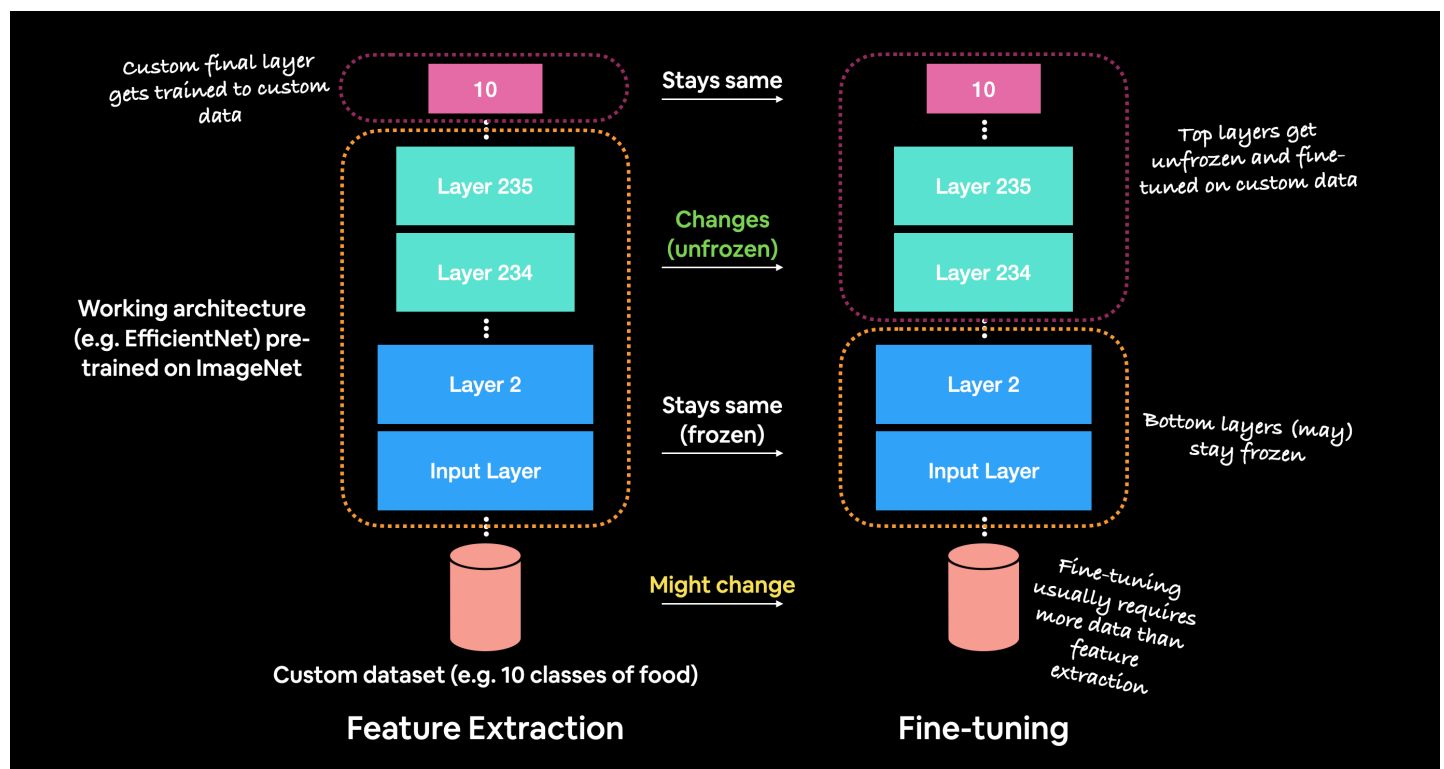 Custom final layer
gets trained to custom
data
10
Stays same
10
Top layers get
unfrozen and fine-
tuned on custom data
Layer 235
Layer 234
Changes
(unfrozen)
Layer 235
Layer 234
Working architecture
(e.g. EfficientNet) pre-
trained on ImageNet
Layer 2
Input Layer
Stays same
(frozen)
Layer 2
Input Layer
Bottom layers (may)
stay frozen
Might change
Fine-tuning
usually requires
more data than
feature
extraction
Custom dataset (e.g. 10 classes of food)
Feature Extraction
Fine-tuning